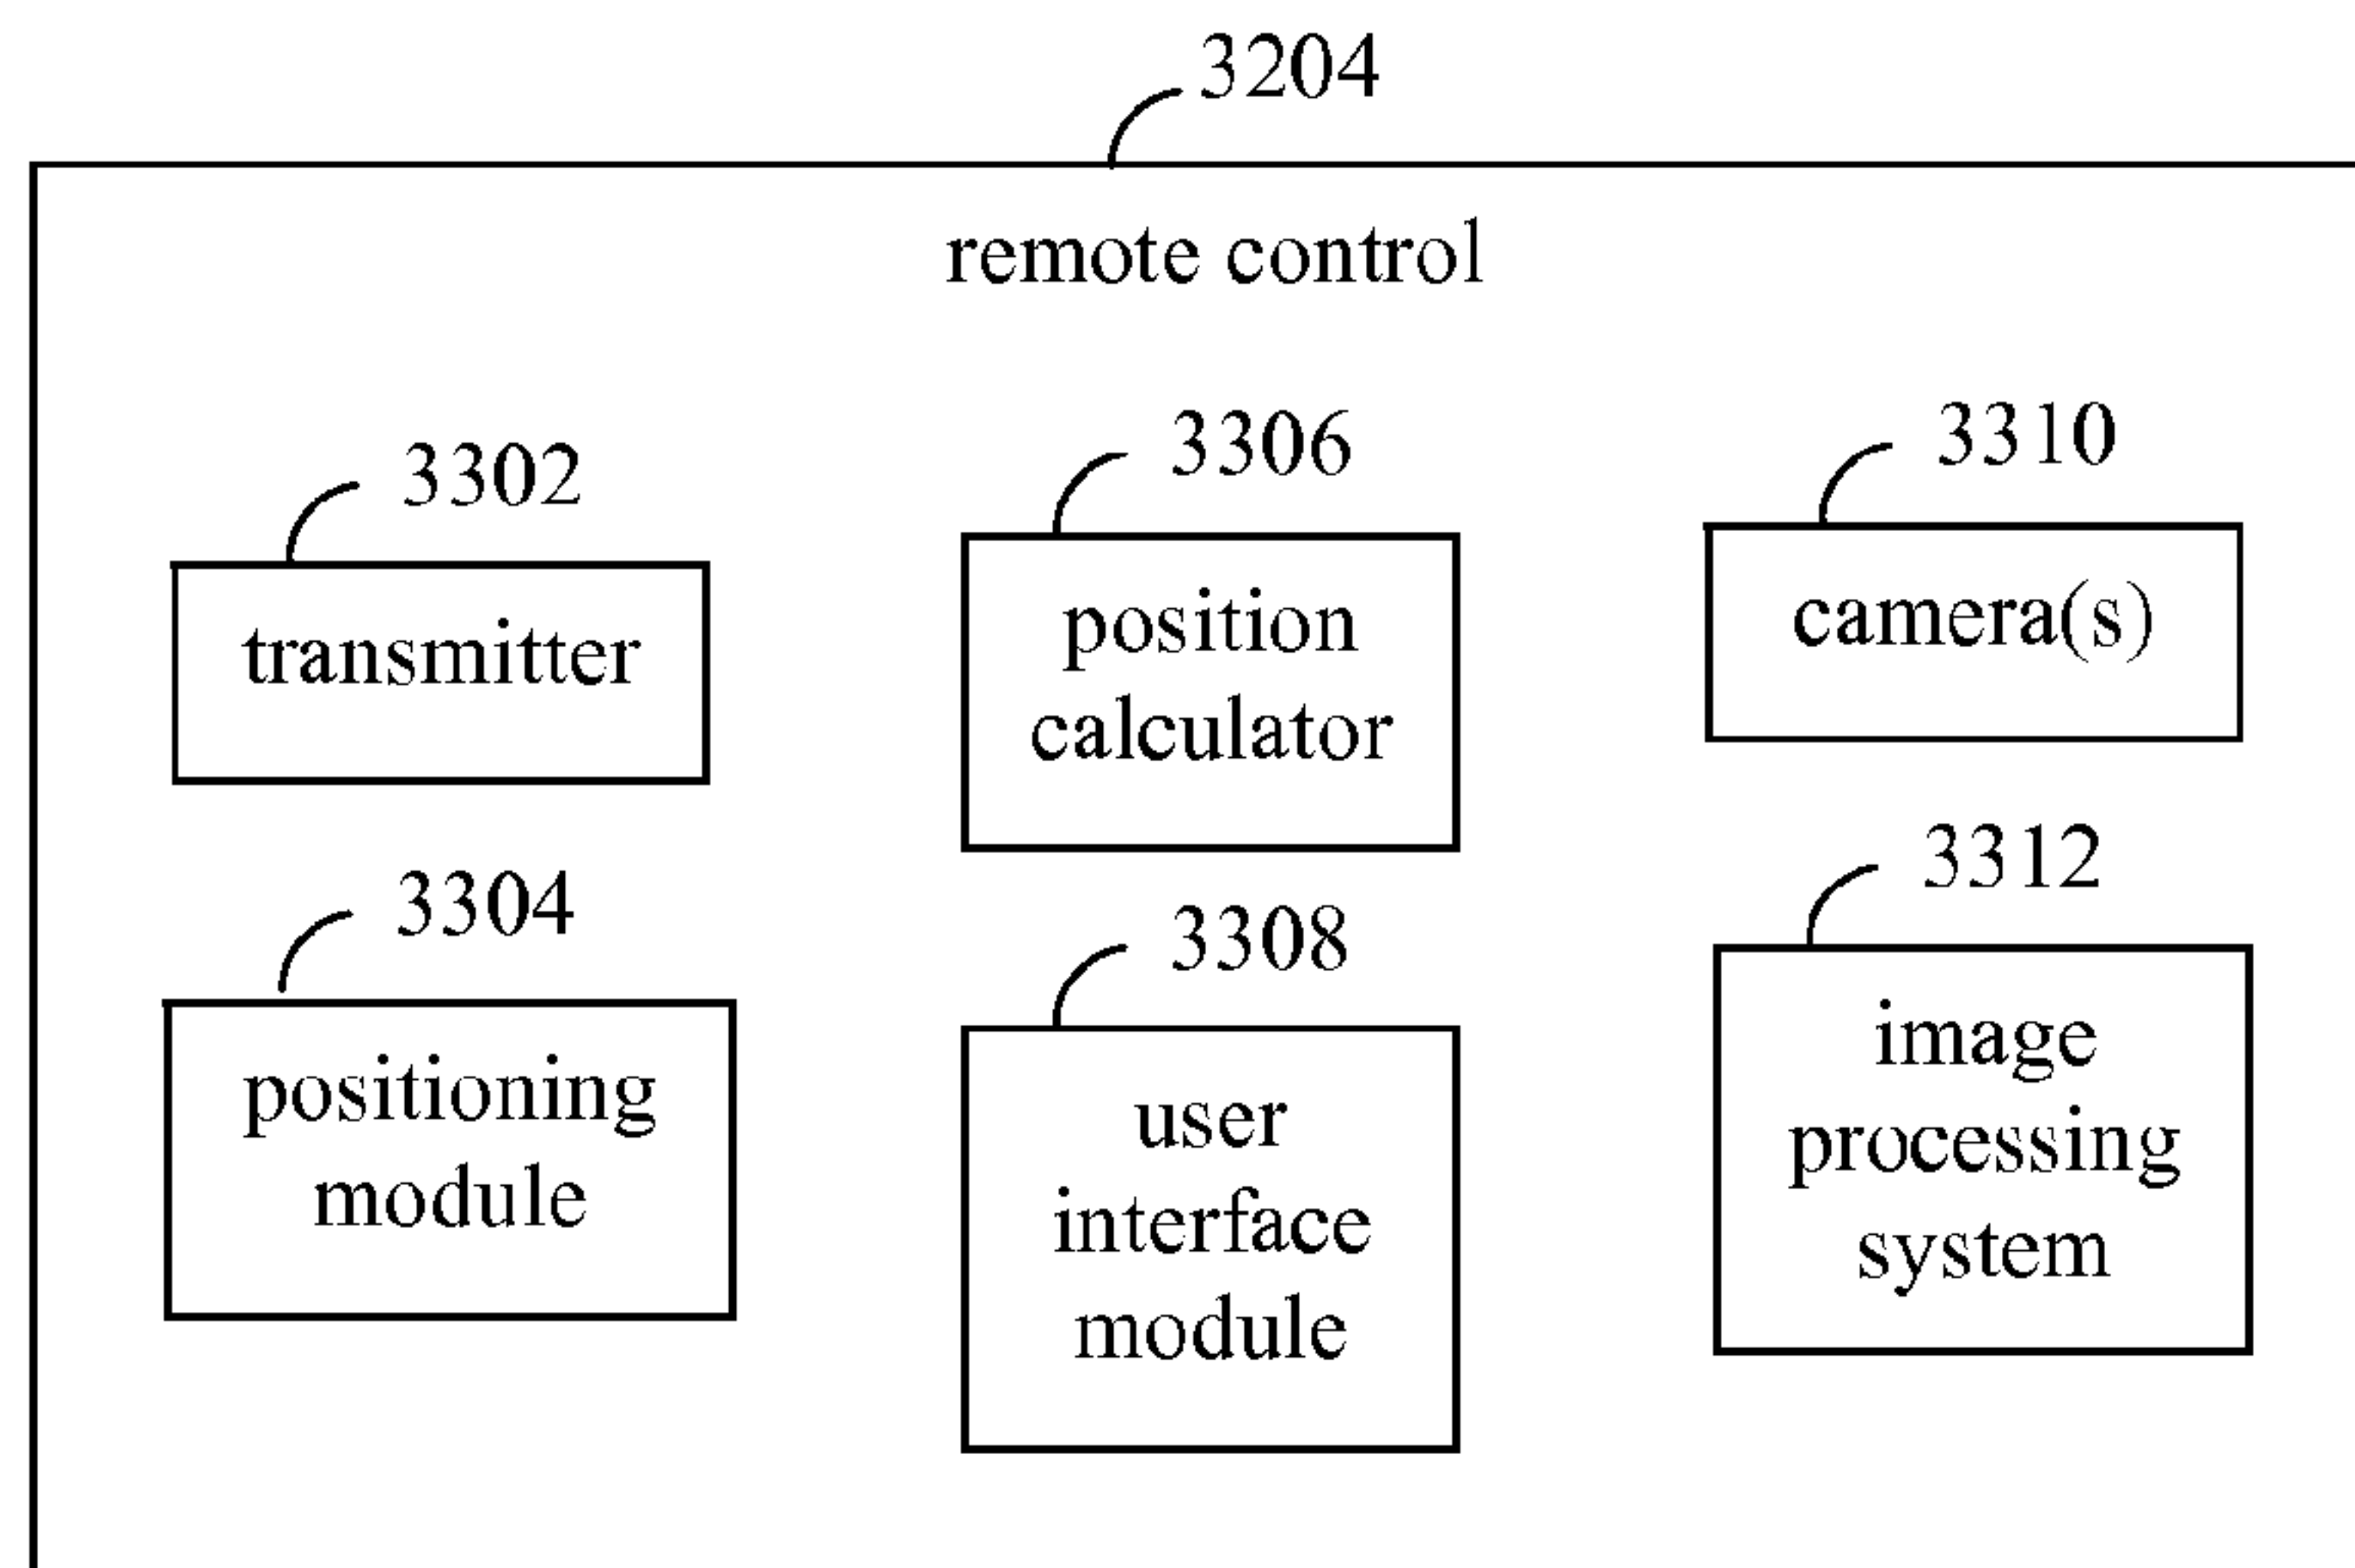 3204
remote control
3302
transmitter
3304
positioning
module
3306
position
calculator
3308
user
interface
module
3310
camera(s)
3312
image
processing
system